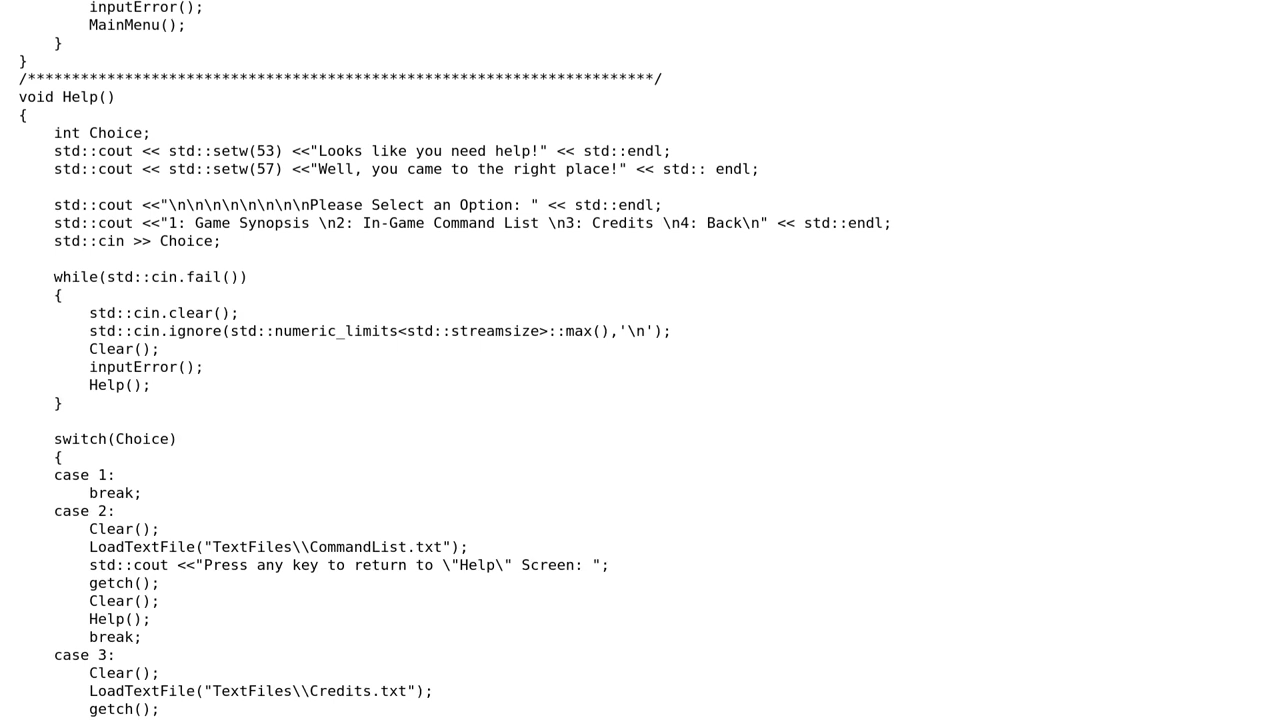 inputError();
        MainMenu();
    }
}
/***********************************************************************/
void Help()
{
    int Choice;
    std::cout << std::setw(53) <<"Looks like you need help!" << std::endl;
    std::cout << std::setw(57) <<"Well, you came to the right place!" << std:: endl;

    std::cout <<"\n\n\n\n\n\n\n\nPlease Select an Option: " << std::endl;
    std::cout <<"1: Game Synopsis \n2: In-Game Command List \n3: Credits \n4: Back\n" << std::endl;
    std::cin >> Choice;

    while(std::cin.fail())
    {
        std::cin.clear();
        std::cin.ignore(std::numeric_limits<std::streamsize>::max(),'\n');
        Clear();
        inputError();
        Help();
    }

    switch(Choice)
    {
    case 1:
        break;
    case 2:
        Clear();
        LoadTextFile("TextFiles\\CommandList.txt");
        std::cout <<"Press any key to return to \"Help\" Screen: ";
        getch();
        Clear();
        Help();
        break;
    case 3:
        Clear();
        LoadTextFile("TextFiles\\Credits.txt");
        getch();